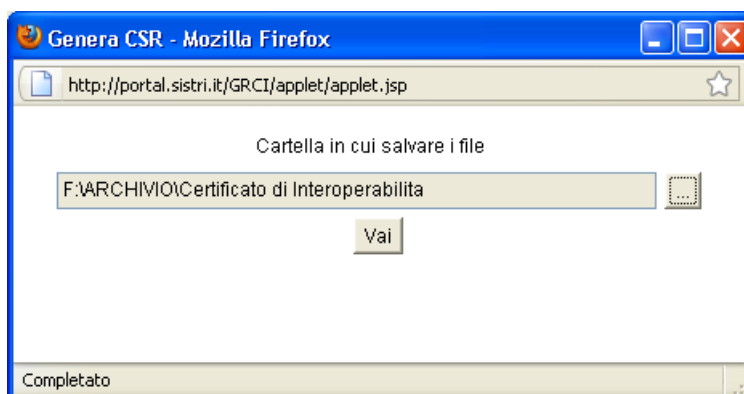 Genera CSR - Mozilla Firefox
http://portal.sistri.it/GRCI/applet/applet.jsp
Cartella in cui salvare i file
F:\ARCHIVIO\Certificato di Interoperabilita
...
Vai
Completato